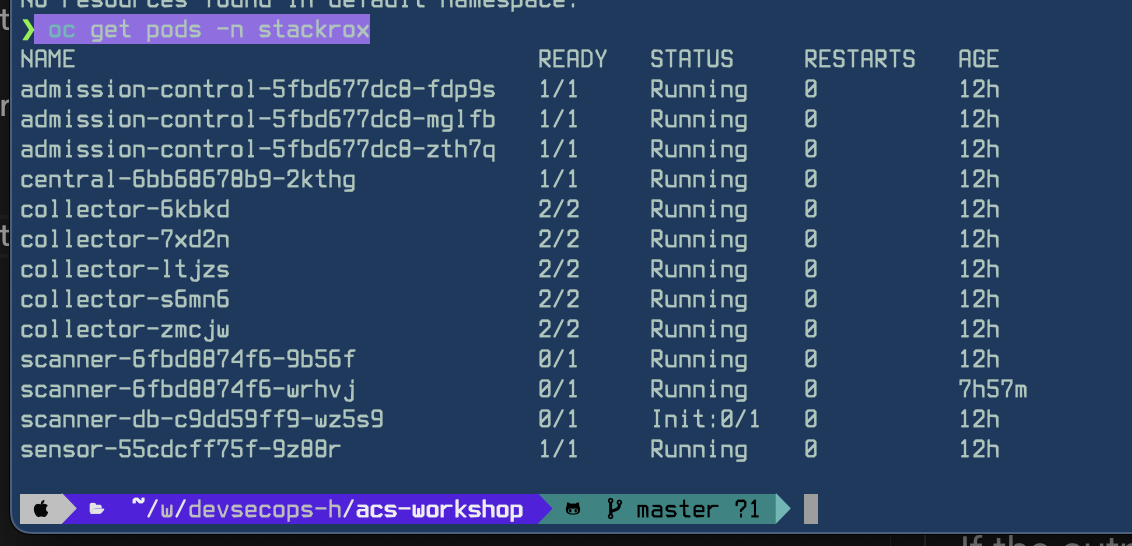 No resources found in default namespace.
❯ oc get pods -n stackrox
NAME READY STATUS RESTARTS AGE
admission-control-5fbd677dc8-fdp9s 1/1 Running 0 12h
admission-control-5fbd677dc8-mglfb 1/1 Running 0 12h
admission-control-5fbd677dc8-zth7q 1/1 Running 0 12h
central-6bb68678b9-2kthg 1/1 Running 0 12h
collector-6kbkd 2/2 Running 0 12h
collector-7xd2n 2/2 Running 0 12h
collector-ltjzs 2/2 Running 0 12h
collector-s6mn6 2/2 Running 0 12h
collector-zmcjw 2/2 Running 0 12h
scanner-6fbd8874f6-9b56f 0/1 Running 0 12h
scanner-6fbd8874f6-wrhvj 0/1 Running 0 7h57m
scanner-db-c9dd59ff9-wz5s9 0/1 Init:0/1 0 12h
sensor-55cdcff75f-9z88r 1/1 Running 0 12h
~/w/devsecops-h/acs-workshop master ?1
If the